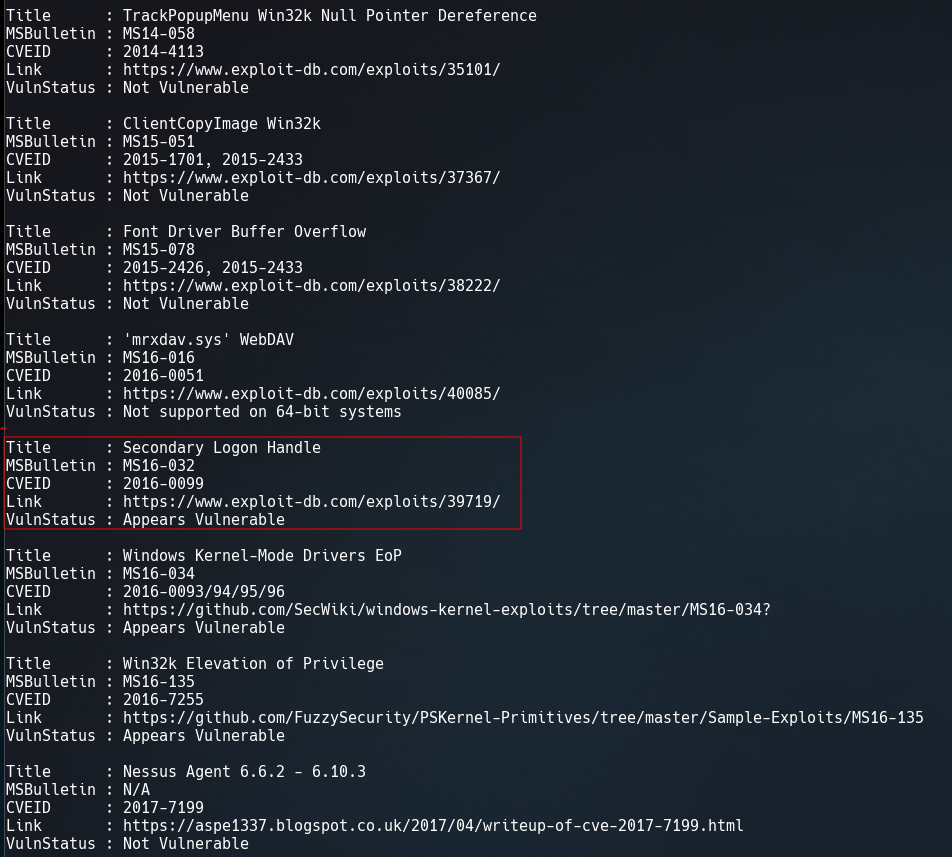 Title      : TrackPopupMenu Win32k Null Pointer Dereference
MSBulletin : MS14-058
CVEID      : 2014-4113
Link       : https://www.exploit-db.com/exploits/35101/
VulnStatus : Not Vulnerable

Title      : ClientCopyImage Win32k
MSBulletin : MS15-051
CVEID      : 2015-1701, 2015-2433
Link       : https://www.exploit-db.com/exploits/37367/
VulnStatus : Not Vulnerable

Title      : Font Driver Buffer Overflow
MSBulletin : MS15-078
CVEID      : 2015-2426, 2015-2433
Link       : https://www.exploit-db.com/exploits/38222/
VulnStatus : Not Vulnerable

Title      : 'mrxdav.sys' WebDAV
MSBulletin : MS16-016
CVEID      : 2016-0051
Link       : https://www.exploit-db.com/exploits/40085/
VulnStatus : Not supported on 64-bit systems

Title      : Secondary Logon Handle
MSBulletin : MS16-032
CVEID      : 2016-0099
Link       : https://www.exploit-db.com/exploits/39719/
VulnStatus : Appears Vulnerable

Title      : Windows Kernel-Mode Drivers EoP
MSBulletin : MS16-034
CVEID      : 2016-0093/94/95/96
Link       : https://github.com/SecWiki/windows-kernel-exploits/tree/master/MS16-034?
VulnStatus : Appears Vulnerable

Title      : Win32k Elevation of Privilege
MSBulletin : MS16-135
CVEID      : 2016-7255
Link       : https://github.com/FuzzySecurity/PSKernel-Primitives/tree/master/Sample-Exploits/MS16-135
VulnStatus : Appears Vulnerable

Title      : Nessus Agent 6.6.2 - 6.10.3
MSBulletin : N/A
CVEID      : 2017-7199
Link       : https://aspe1337.blogspot.co.uk/2017/04/writeup-of-cve-2017-7199.html
VulnStatus : Not Vulnerable